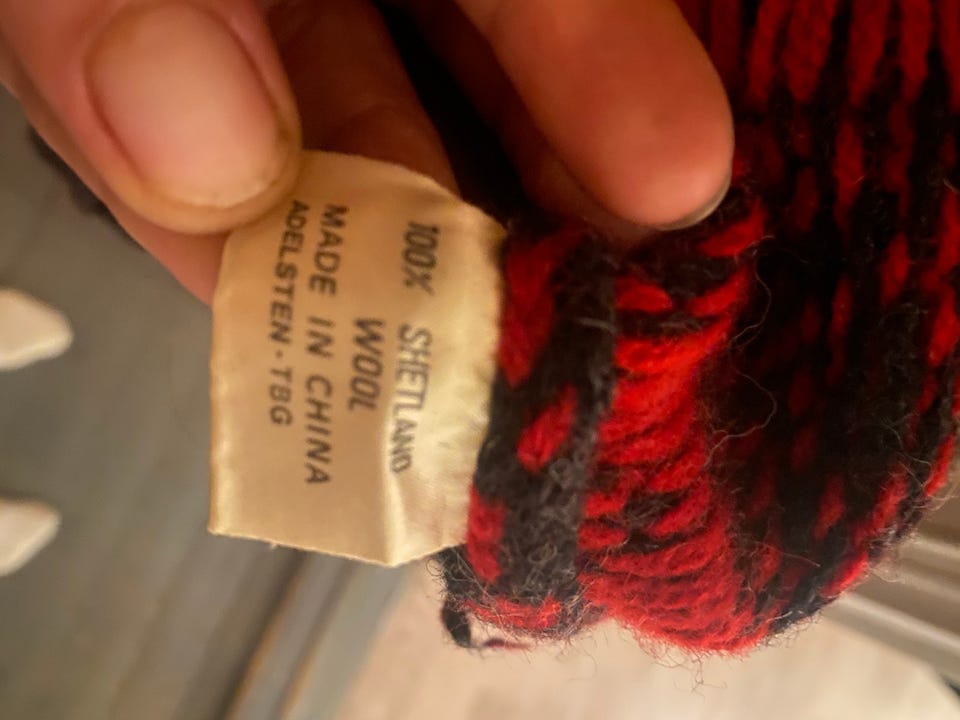 100% SHETLAND
WOOL
MADE IN CHINA
ADELSTEN-TBG